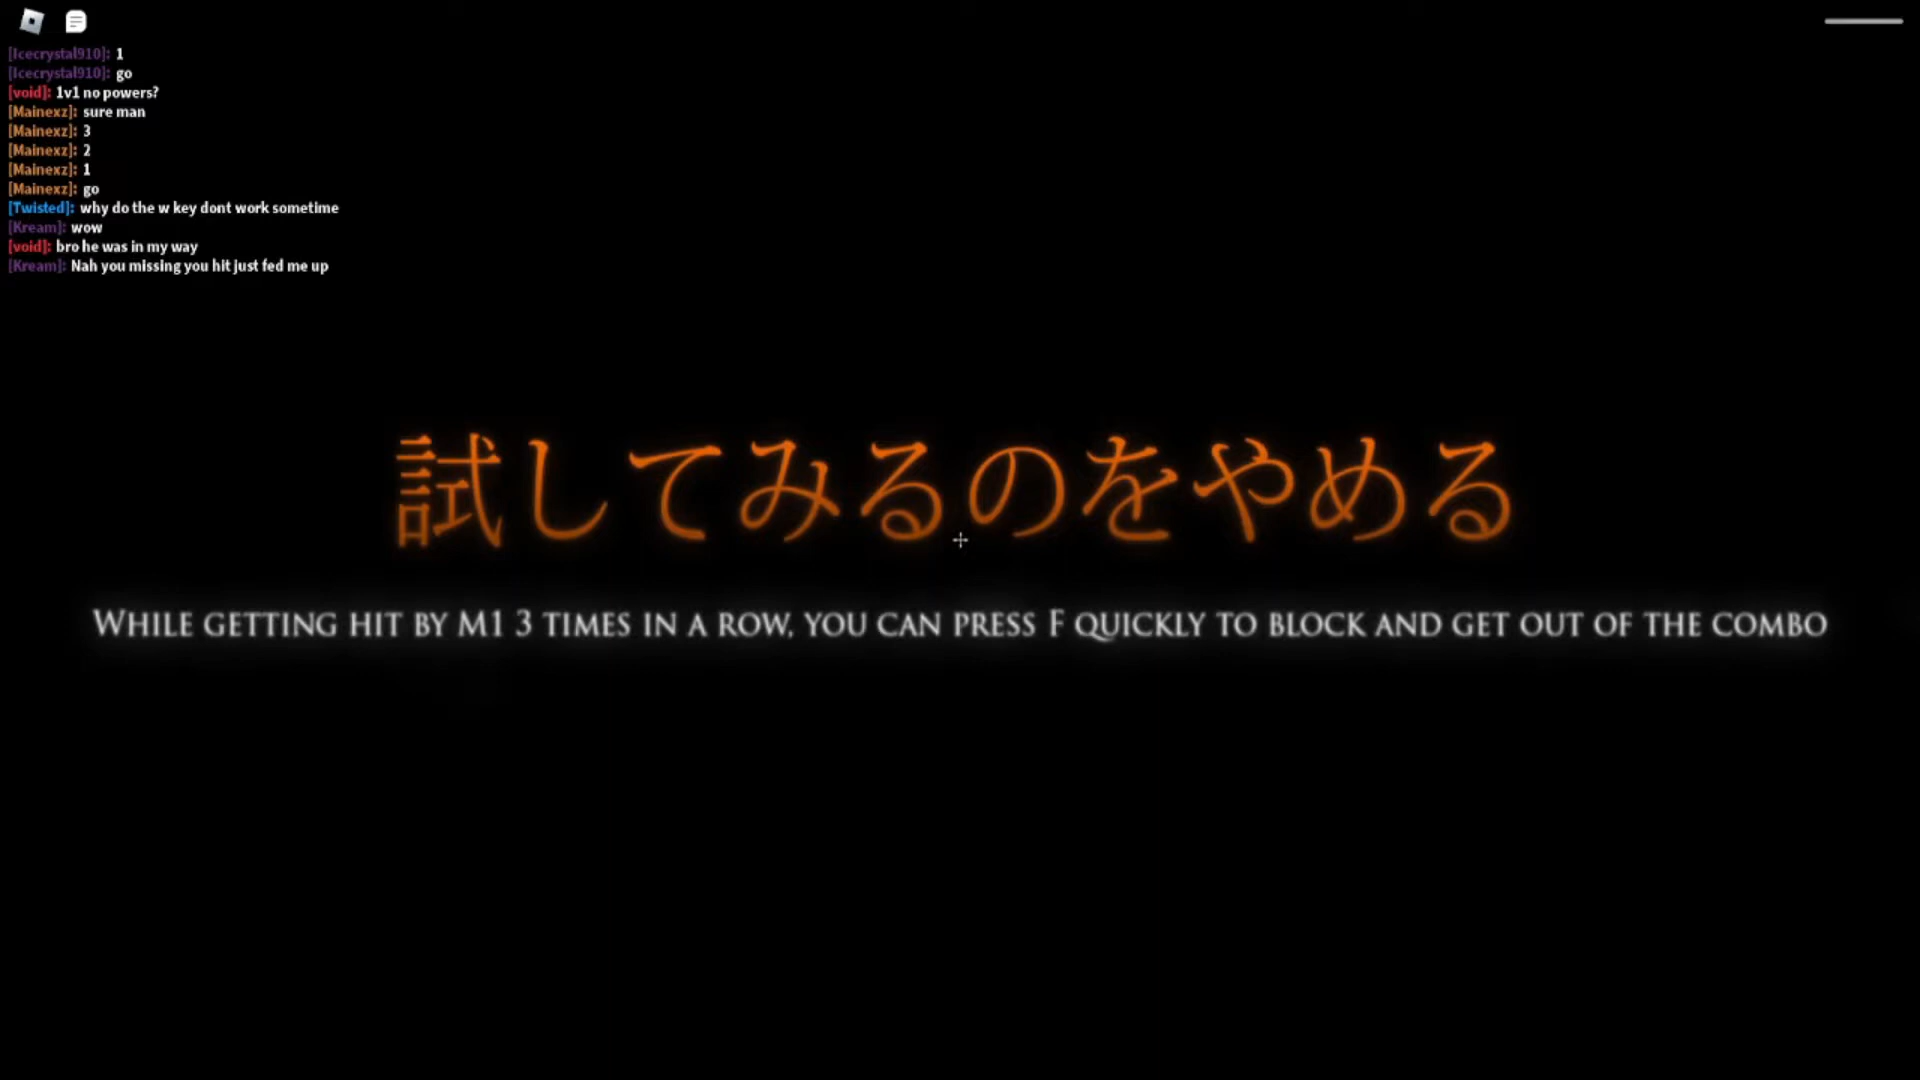 [Icecrystal910]: 1
[Icecrystal910]: go
[void]: 1v1 no powers?
[Mainexz]: sure man
[Mainexz]: 3
[Mainexz]: 2
[Mainexz]: 1
[Mainexz]: go
[Twisted]: why do the w key dont work sometime
[Kream]: wow
[void]: bro he was in my way
[Kream]: Nah you missing you hit just fed me up
試してみるのをやめる
WHILE GETTING HIT BY M1 3 TIMES IN A ROW, YOU CAN PRESS F QUICKLY TO BLOCK AND GET OUT OF THE COMBO